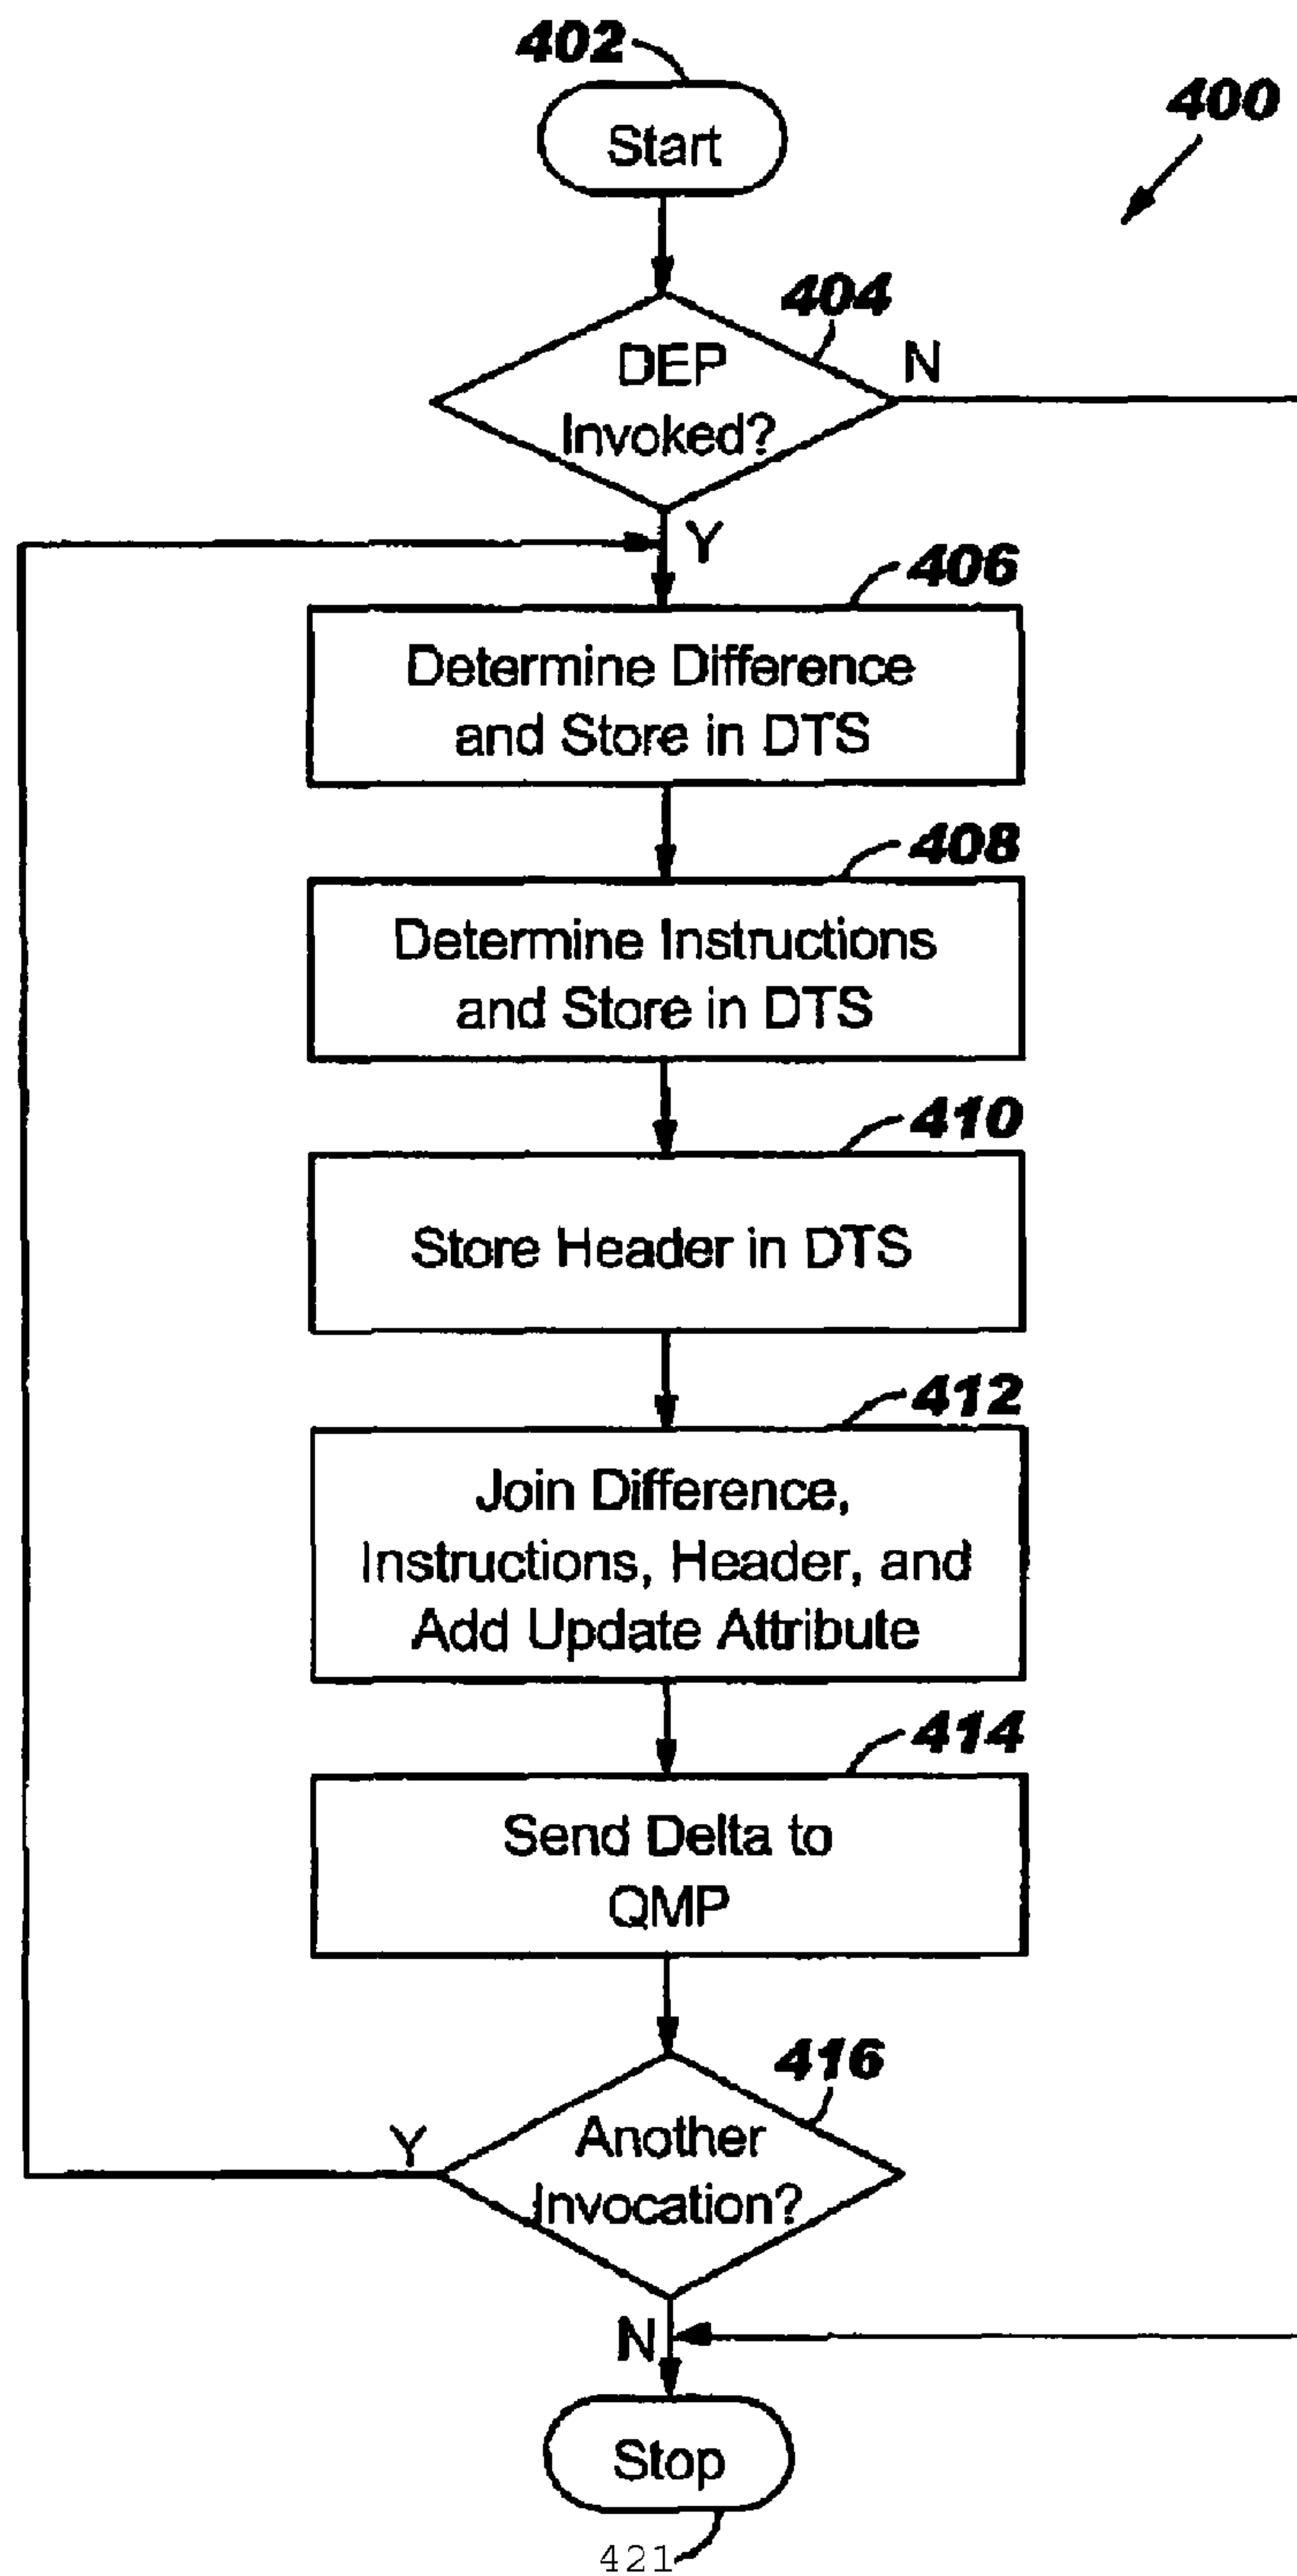 402
Start
400
404
DEP
Invoked?
N
Y
406
Determine Difference
and Store in DTS
408
Determine Instructions
and Store in DTS
410
Store Header in DTS
412
Join Difference,
Instructions, Header, and
Add Update Attribute
414
Send Delta to
QMP
416
Another
Invocation?
Y
N
Stop
421